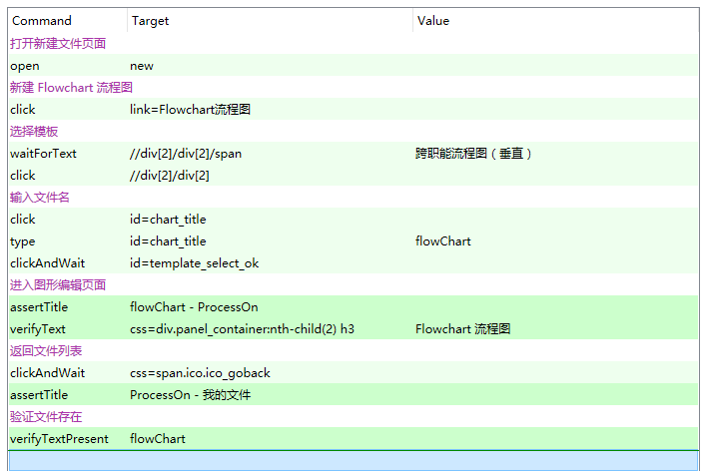 Command Target Value
打开新建文件页面
open new
新建 Flowchart 流程图
click link=Flowchart流程图
选择模板
waitForText //div[2]/div[2]/span 跨职能流程图（垂直）
click //div[2]/div[2]
输入文件名
click id=chart_title
type id=chart_title flowChart
clickAndWait id=template_select_ok
进入图形编辑页面
assertTitle flowChart - ProcessOn
verifyText css=div.panel_container:nth-child(2) h3 Flowchart 流程图
返回文件列表
clickAndWait css=span.ico.ico_goback
assertTitle ProcessOn - 我的文件
验证文件存在
verifyTextPresent flowChart